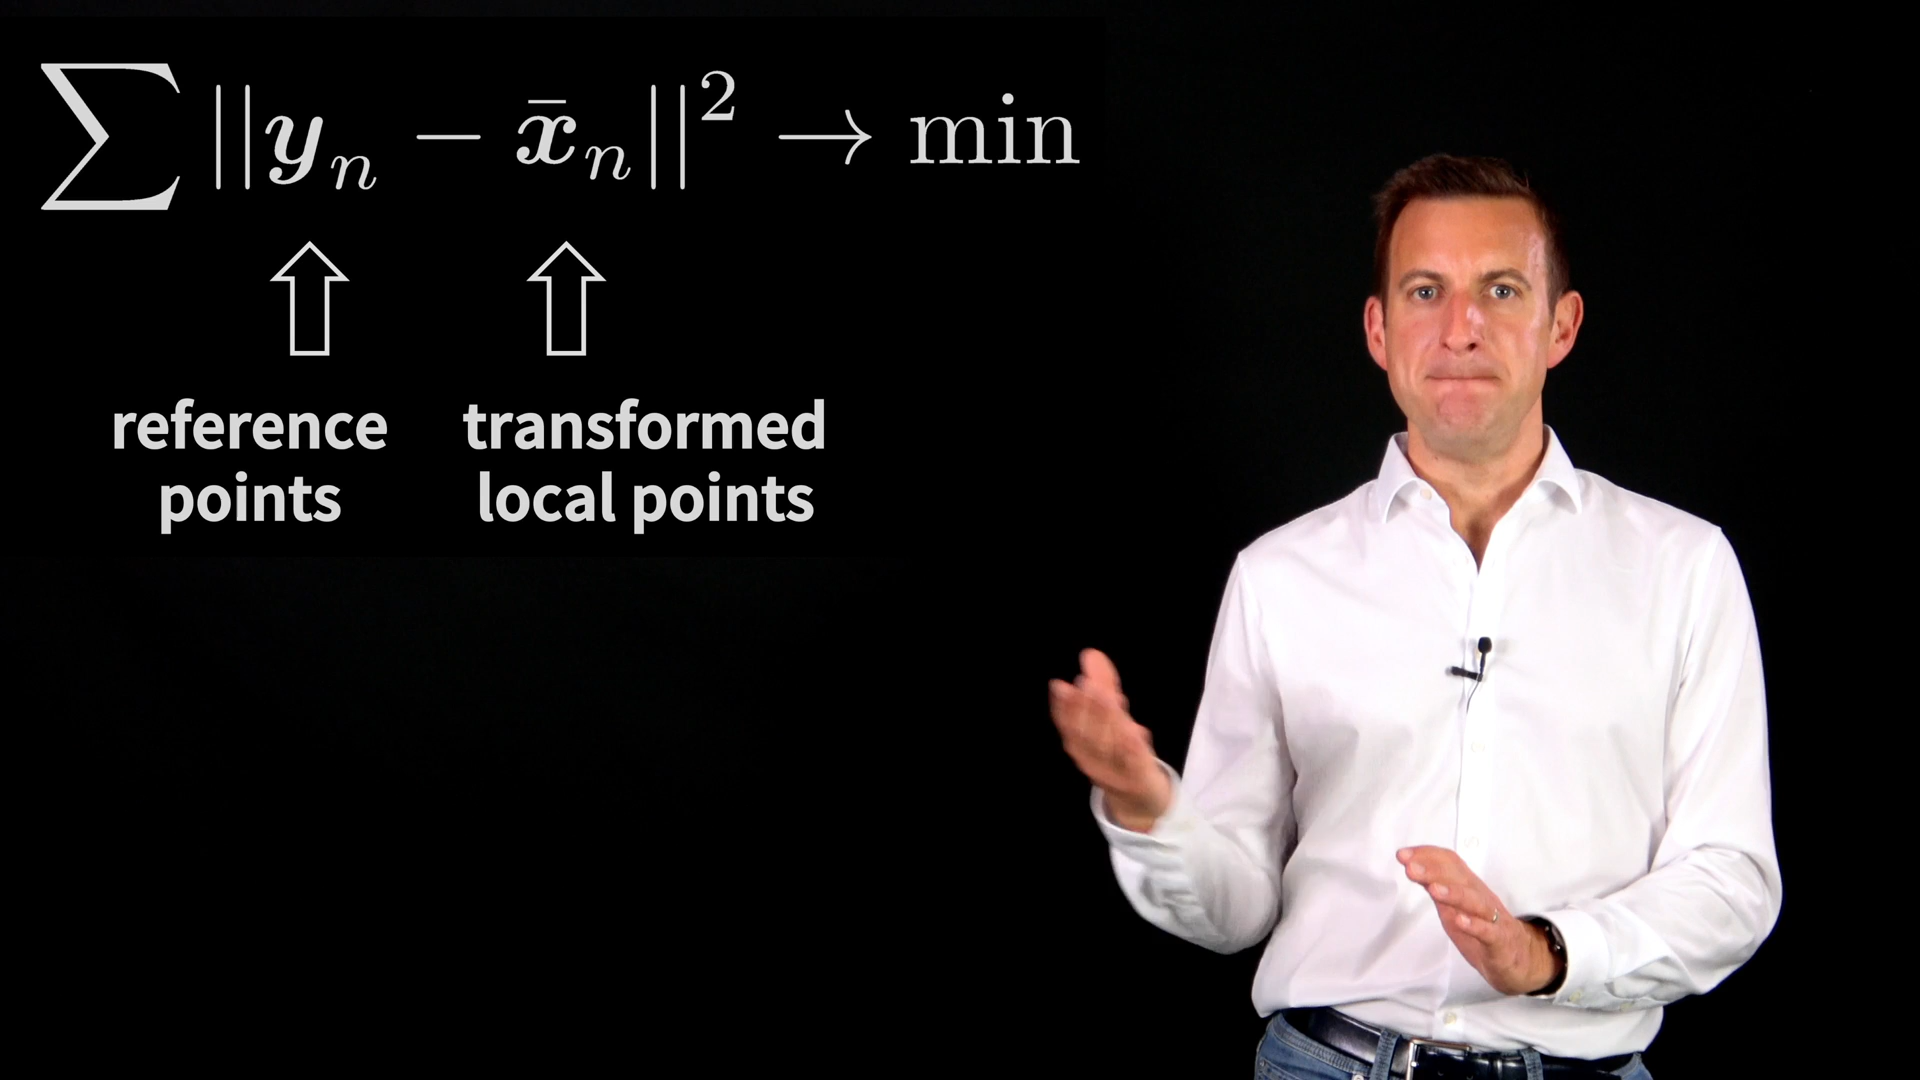 ∑ ||yₙ − x̄ₙ||² → min
reference
points
transformed
local points